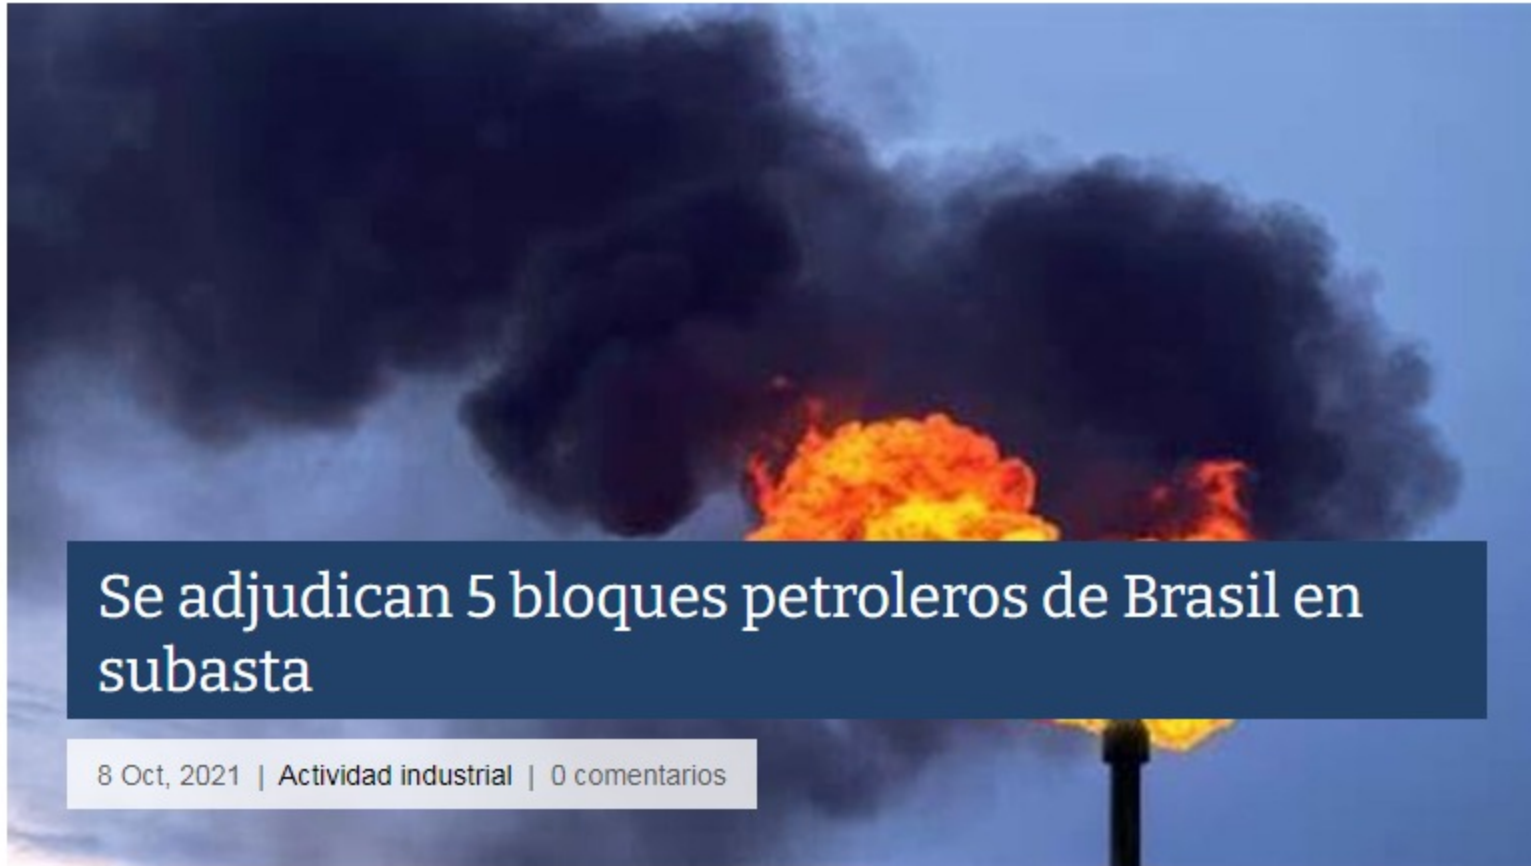 Se adjudican 5 bloques petroleros de Brasil en
subasta
8 Oct, 2021 | Actividad industrial | 0 comentarios